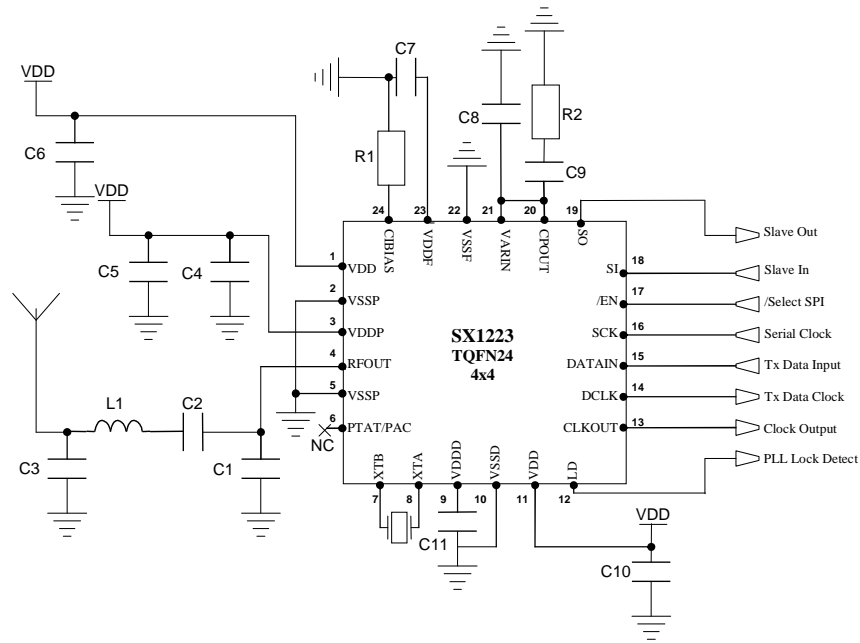 C7
VDD
C8
R2
C6
R1
C9
VDD
24 23 22 21 20 19
CIBIAS VDDF VSSF VARIN CPOUT SO
Slave Out
1 VDD
SI 18 Slave In
C5 C4
2 VSSP
/EN 17 /Select SPI
3 VDDP
SX1223
SCK 16 Serial Clock
TQFN24
4 RFOUT
4x4
DATAIN 15 Tx Data Input
5 VSSP
DCLK 14 Tx Data Clock
L1 C2
6 PTAT/PAC
CLKOUT 13 Clock Output
NC
C3 C1
XTB XTA VDDD VSSD VDD LD
PLL Lock Detect
7 8 9 10 11 12
VDD
C11
C10